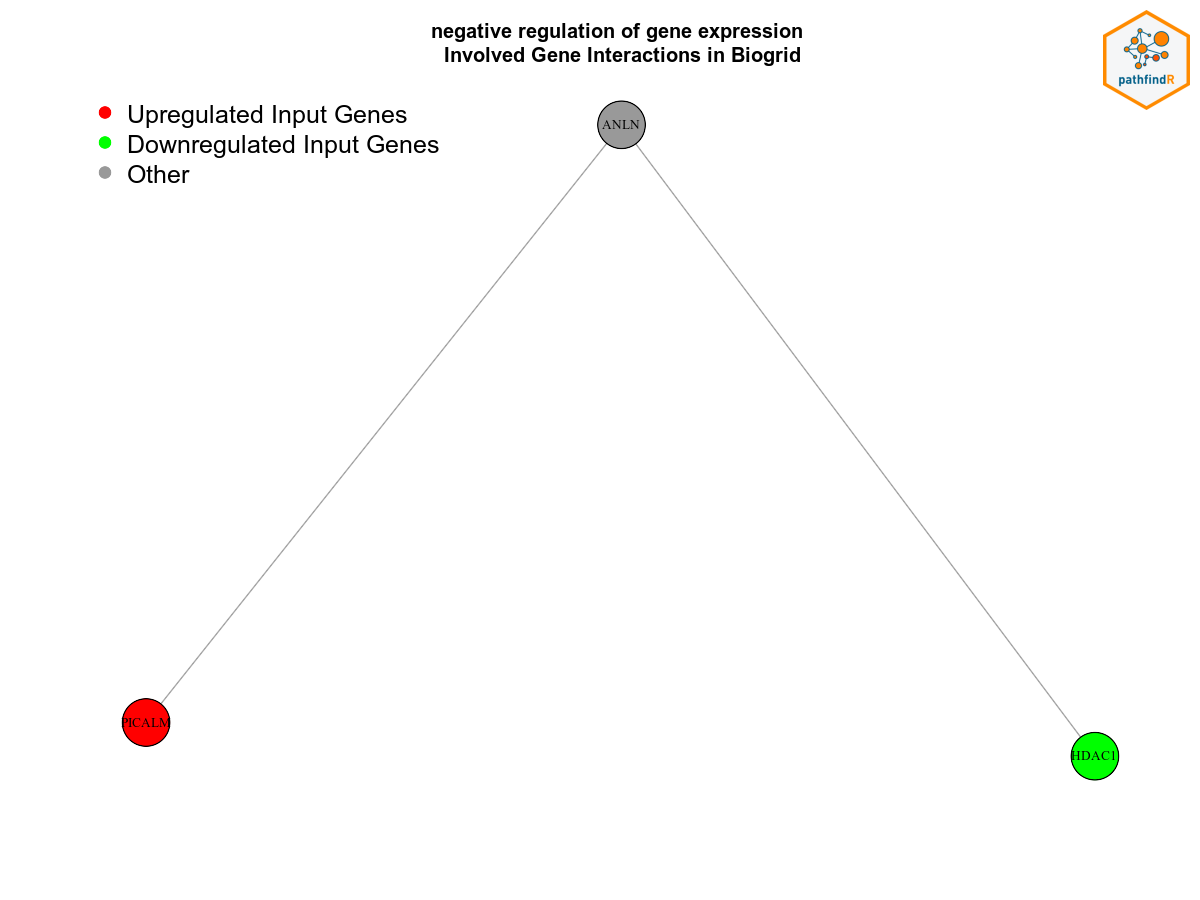 negative regulation of gene expression
Involved Gene Interactions in Biogrid
pathfindR
Upregulated Input Genes
Downregulated Input Genes
Other
ANLN
PICALM
HDAC1